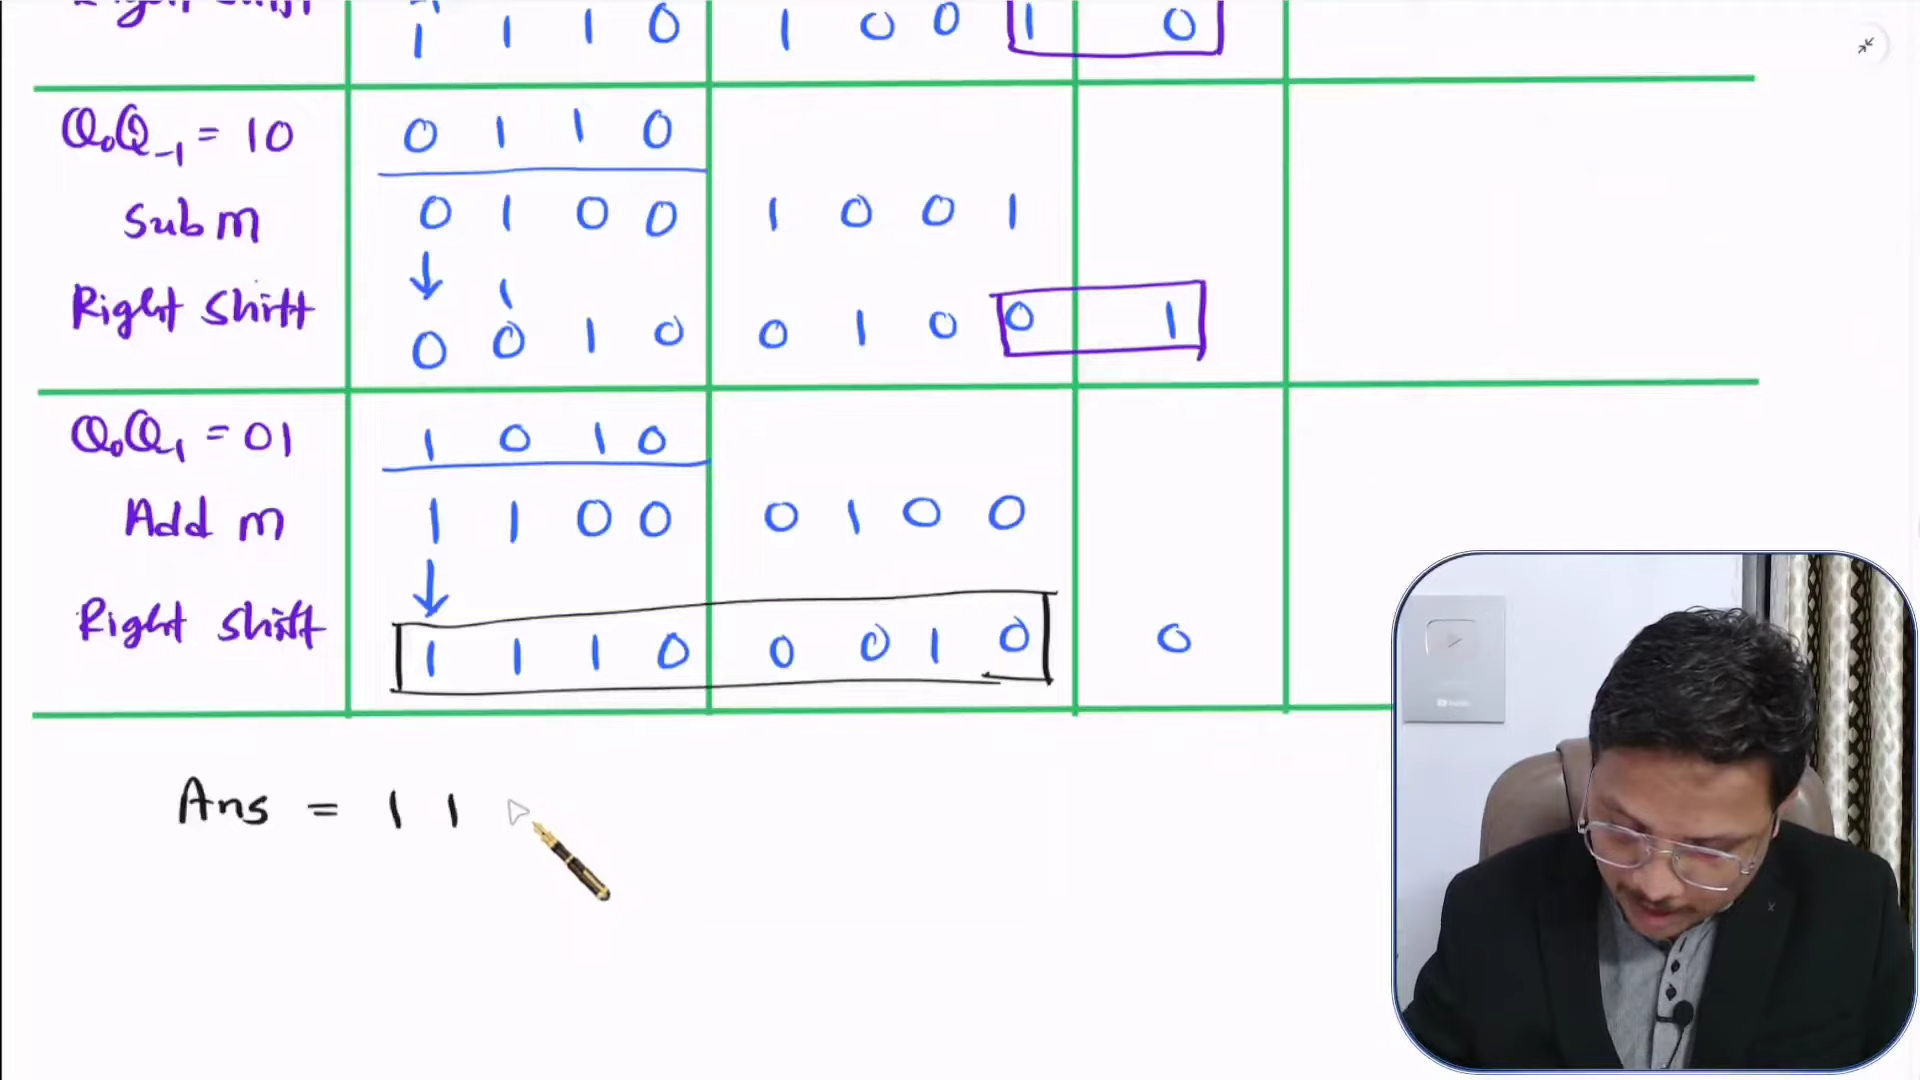 1 1 1 0 1 0 0 1 0
Q₀Q₋₁ = 10 0 1 1 0
Sub m 0 1 0 0 1 0 0 1
1
Right Shift 0 0 1 0 0 1 0 0 1
Q₀Q₋₁ = 01 1 0 1 0
Add m 1 1 0 0 0 1 0 0
Right Shift 1 1 1 0 0 0 1 0 0
Ans = 1 1